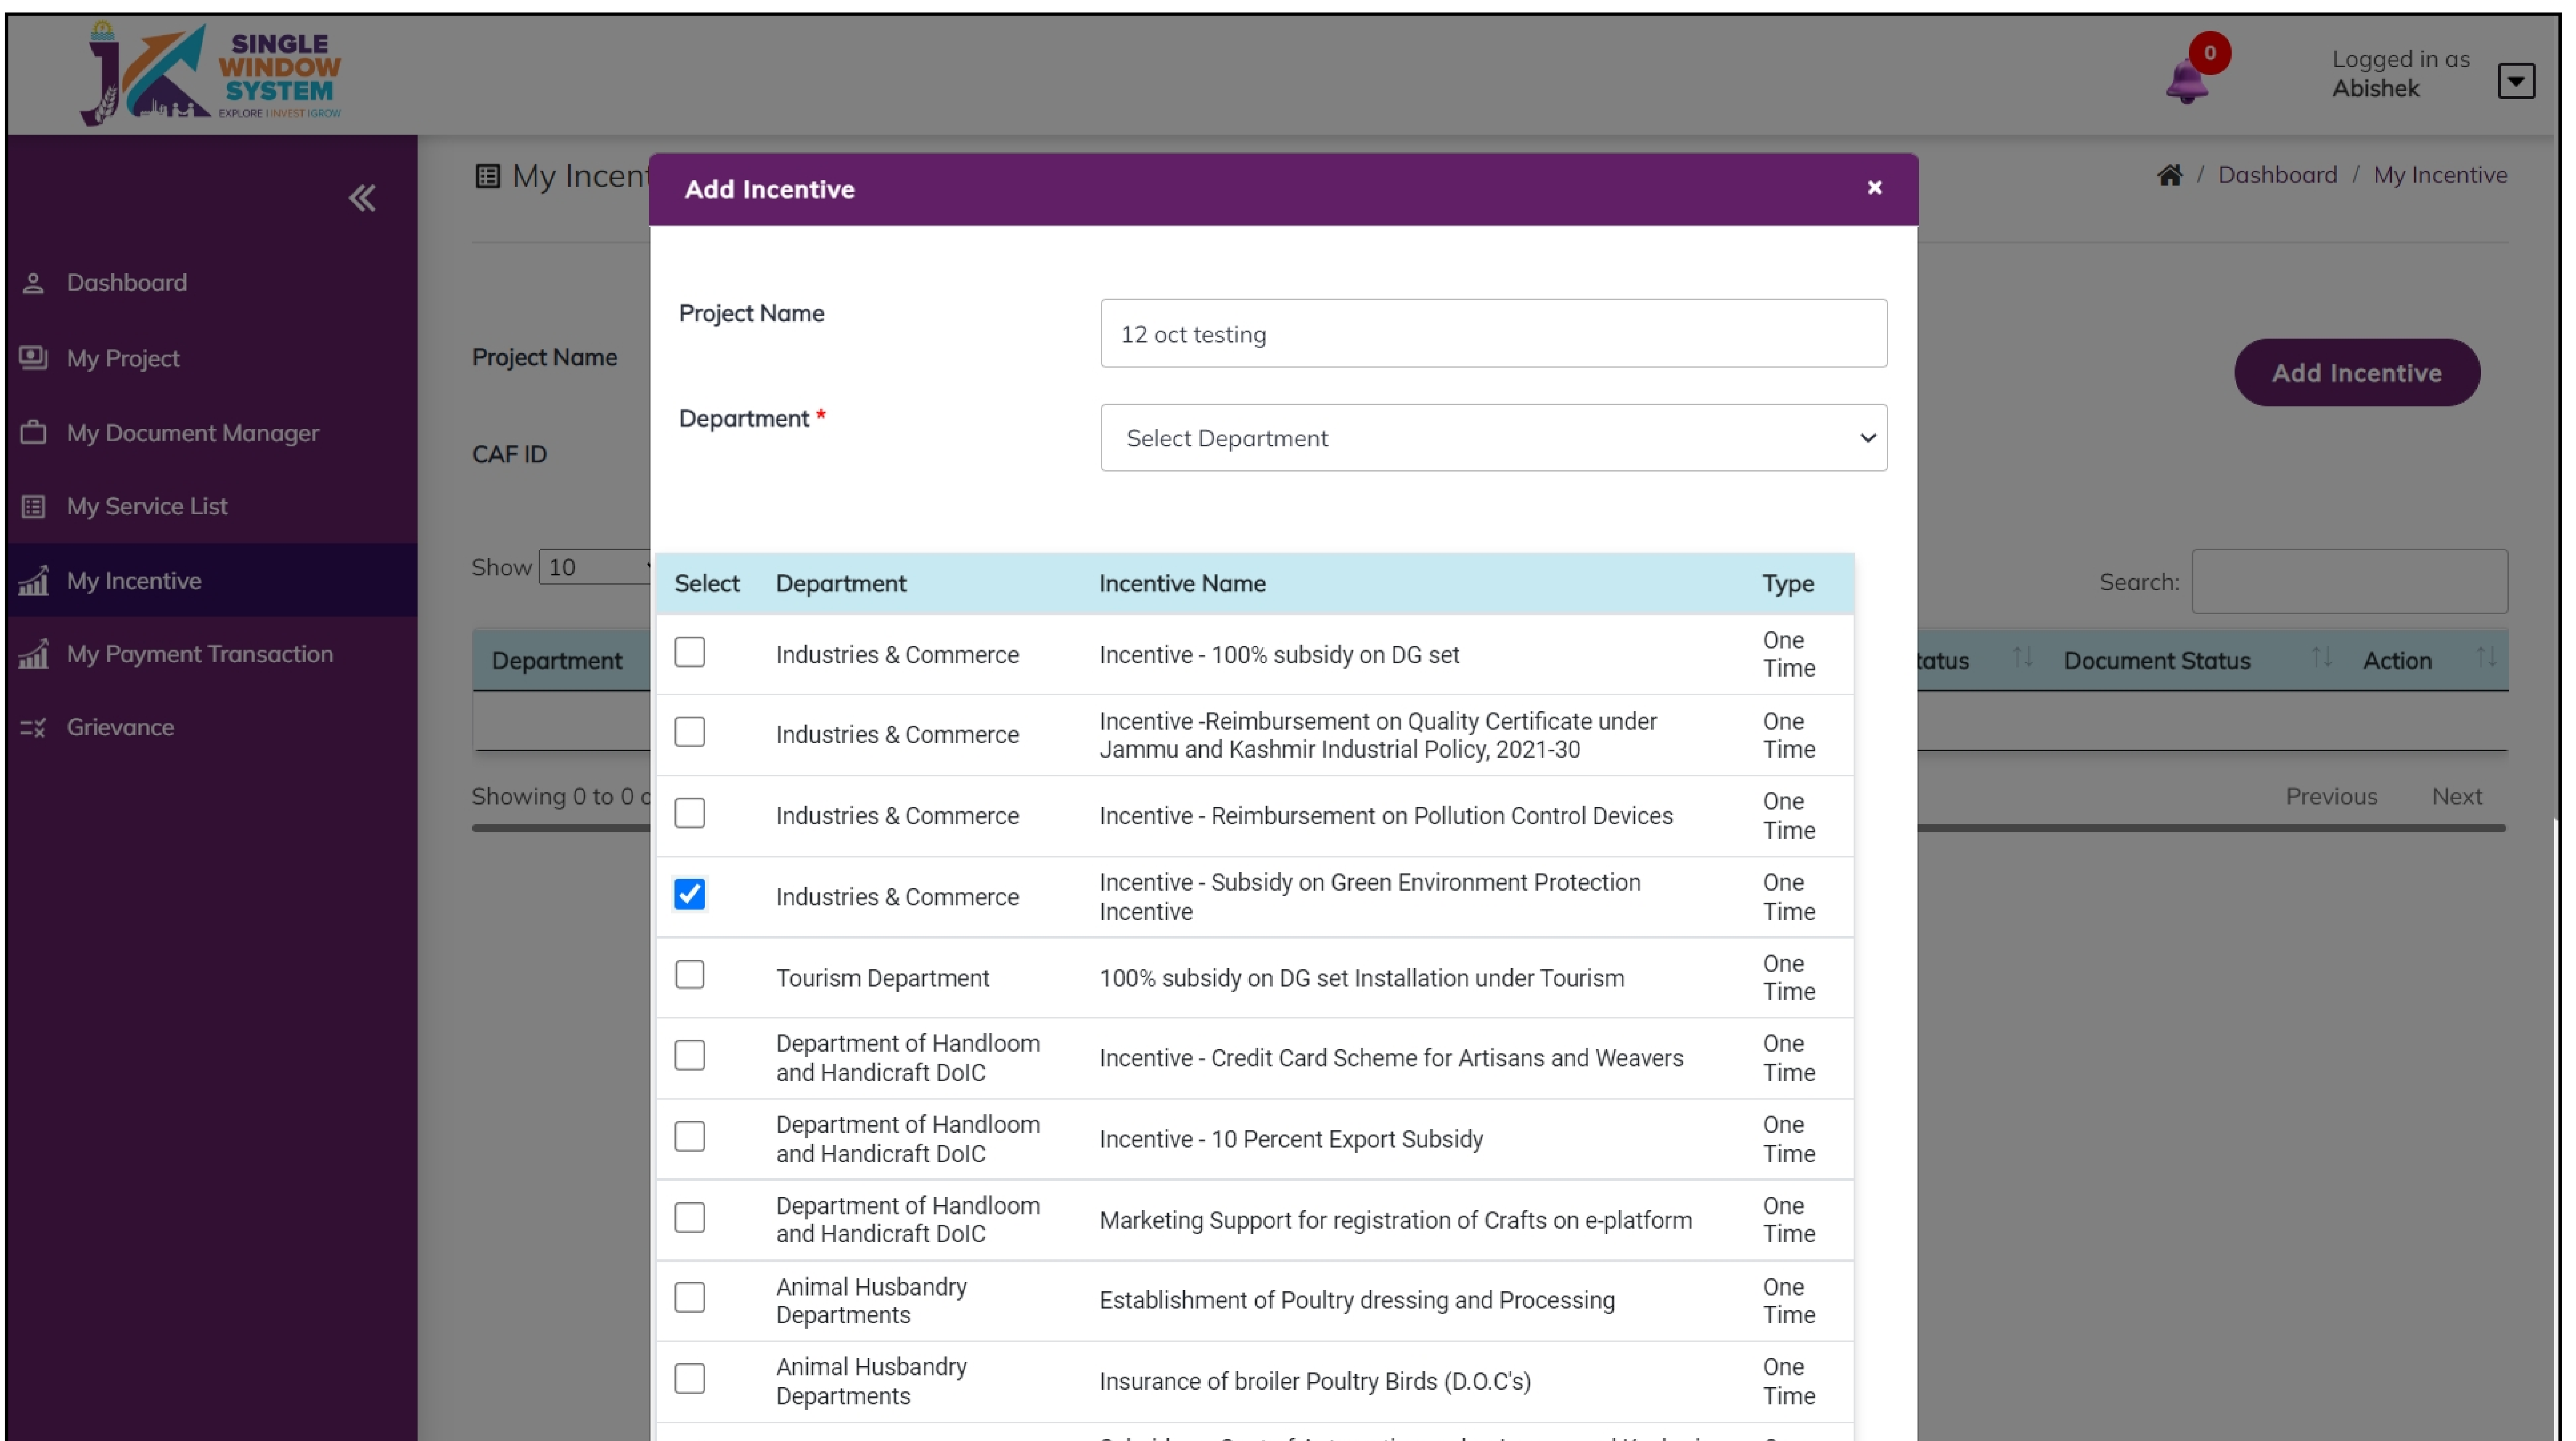 SINGLE
WINDOW
SYSTEM
EXPLORE I INVEST I GROW
0
Logged in as
Abishek
Dashboard
My Project
My Document Manager
My Service List
My Incentive
My Payment Transaction
Grievance
My Incent
/ Dashboard / My Incentive
Project Name
CAF ID
Add Incentive
Show 10
Search:
Department
tatus
Document Status
Action
Showing 0 to 0 o
Previous
Next
Add Incentive
×
Project Name
12 oct testing
Department *
Select Department
Select Department Incentive Name Type
Industries & Commerce Incentive - 100% subsidy on DG set One
Time
Industries & Commerce Incentive -Reimbursement on Quality Certificate under One
Jammu and Kashmir Industrial Policy, 2021-30 Time
Industries & Commerce Incentive - Reimbursement on Pollution Control Devices One
Time
Industries & Commerce Incentive - Subsidy on Green Environment Protection One
Incentive Time
Tourism Department 100% subsidy on DG set Installation under Tourism One
Time
Department of Handloom Incentive - Credit Card Scheme for Artisans and Weavers One
and Handicraft DoIC Time
Department of Handloom Incentive - 10 Percent Export Subsidy One
and Handicraft DoIC Time
Department of Handloom Marketing Support for registration of Crafts on e-platform One
and Handicraft DoIC Time
Animal Husbandry Establishment of Poultry dressing and Processing One
Departments Time
Animal Husbandry Insurance of broiler Poultry Birds (D.O.C's) One
Departments Time